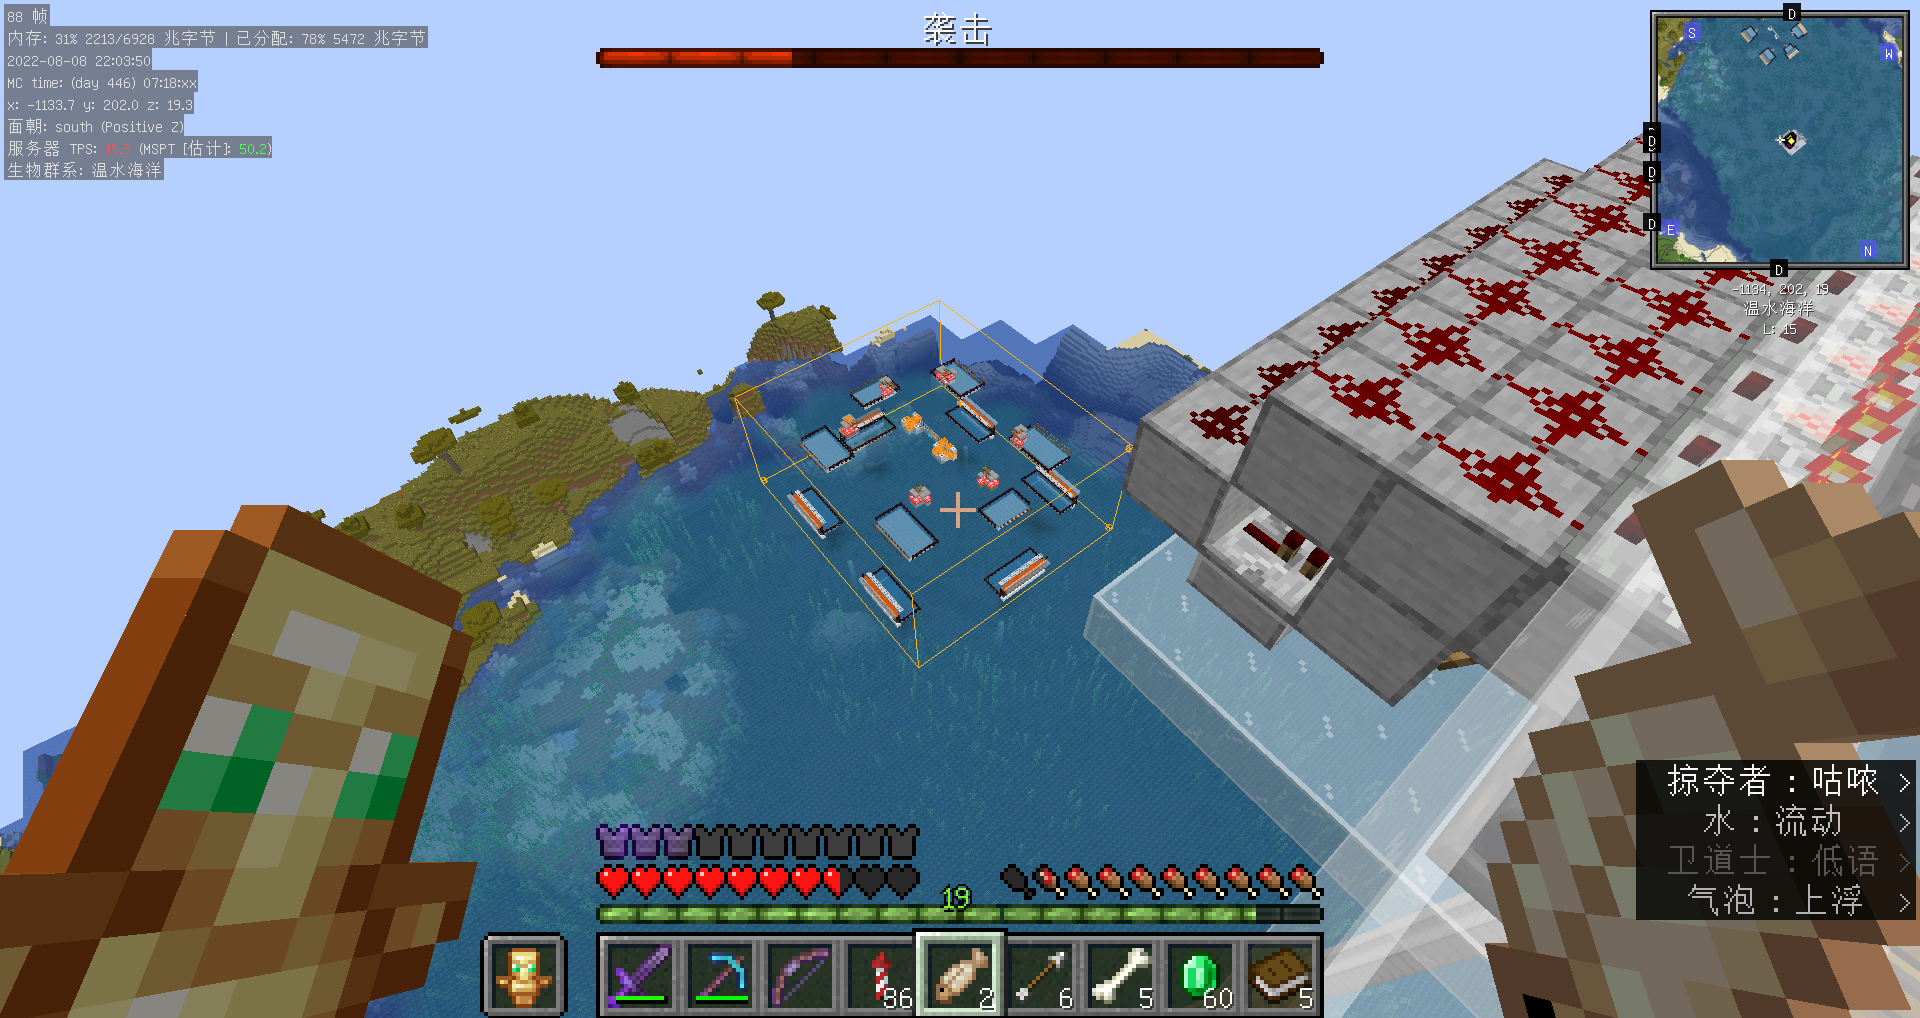 88 帧
内存: 31% 2213/6928 兆字节 | 已分配: 78% 5472 兆字节
2022-08-08 22:03:50
MC time: (day 446) 07:18:xx
x: -1133.7 y: 202.0 z: 19.3
面朝: south (Positive Z)
服务器 TPS: 19.9 (MSPT [估计]: 50.2)
生物群系: 温水海洋
袭击
D
S
W
D
D
D
E
N
D
-1134, 202, 19
温水海洋
L: 15
掠夺者：咕哝 >
水：流动 >
卫道士：低语 >
气泡：上浮 >
19
96
2
6
5
60
5